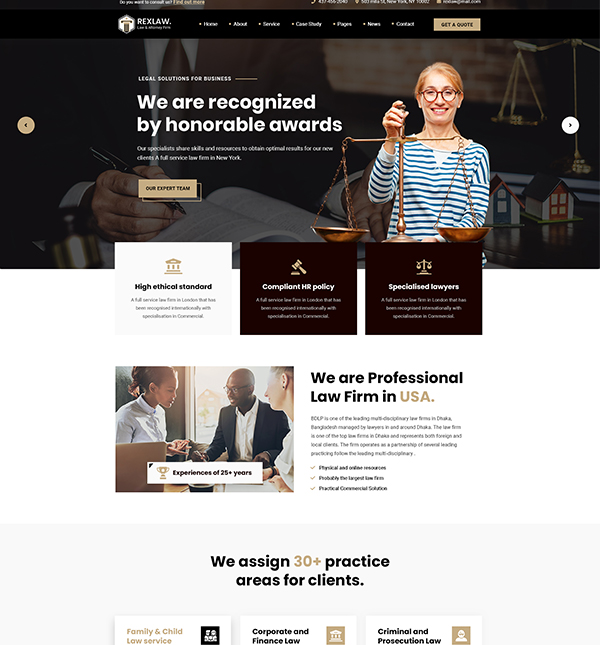 Do you want to consult us? Find out more
437-456-2040
503 Hills St, New York, NY 10002
rexlaw@mail.com
REXLAW.
Law & Attorney Firm
Home
About
Service
Case Study
Pages
News
Contact
GET A QUOTE
LEGAL SOLUTIONS FOR BUSINESS
We are recognized
by honorable awards
Our specialists share skills and resources to obtain optimal results for our new
clients A full service law firm in New York.
OUR EXPERT TEAM
High ethical standard
A full service law firm in London that has
been recognised internationally with
specialisation in Commercial.
Compliant HR policy
A full service law firm in London that has
been recognised internationally with
specialisation in Commercial.
Specialised lawyers
A full service law firm in London that has
been recognised internationally with
specialisation in Commercial.
Experiences of 25+ years
We are Professional
Law Firm in USA.
BDLP is one of the leading multi-disciplinary law firms in Dhaka,
Bangladesh managed by lawyers in and around Dhaka. The law firm
is one of the top law firms in Dhaka and represents both foreign and
local clients. The firm operates as a partnership of several leading
practicing follow the leading multi-disciplinary .
Physical and online resources
Probably the largest law firm
Practical Commercial Solution
We assign 30+ practice
areas for clients.
Family & Child
Law service
Corporate and
Finance Law
Criminal and
Prosecution Law